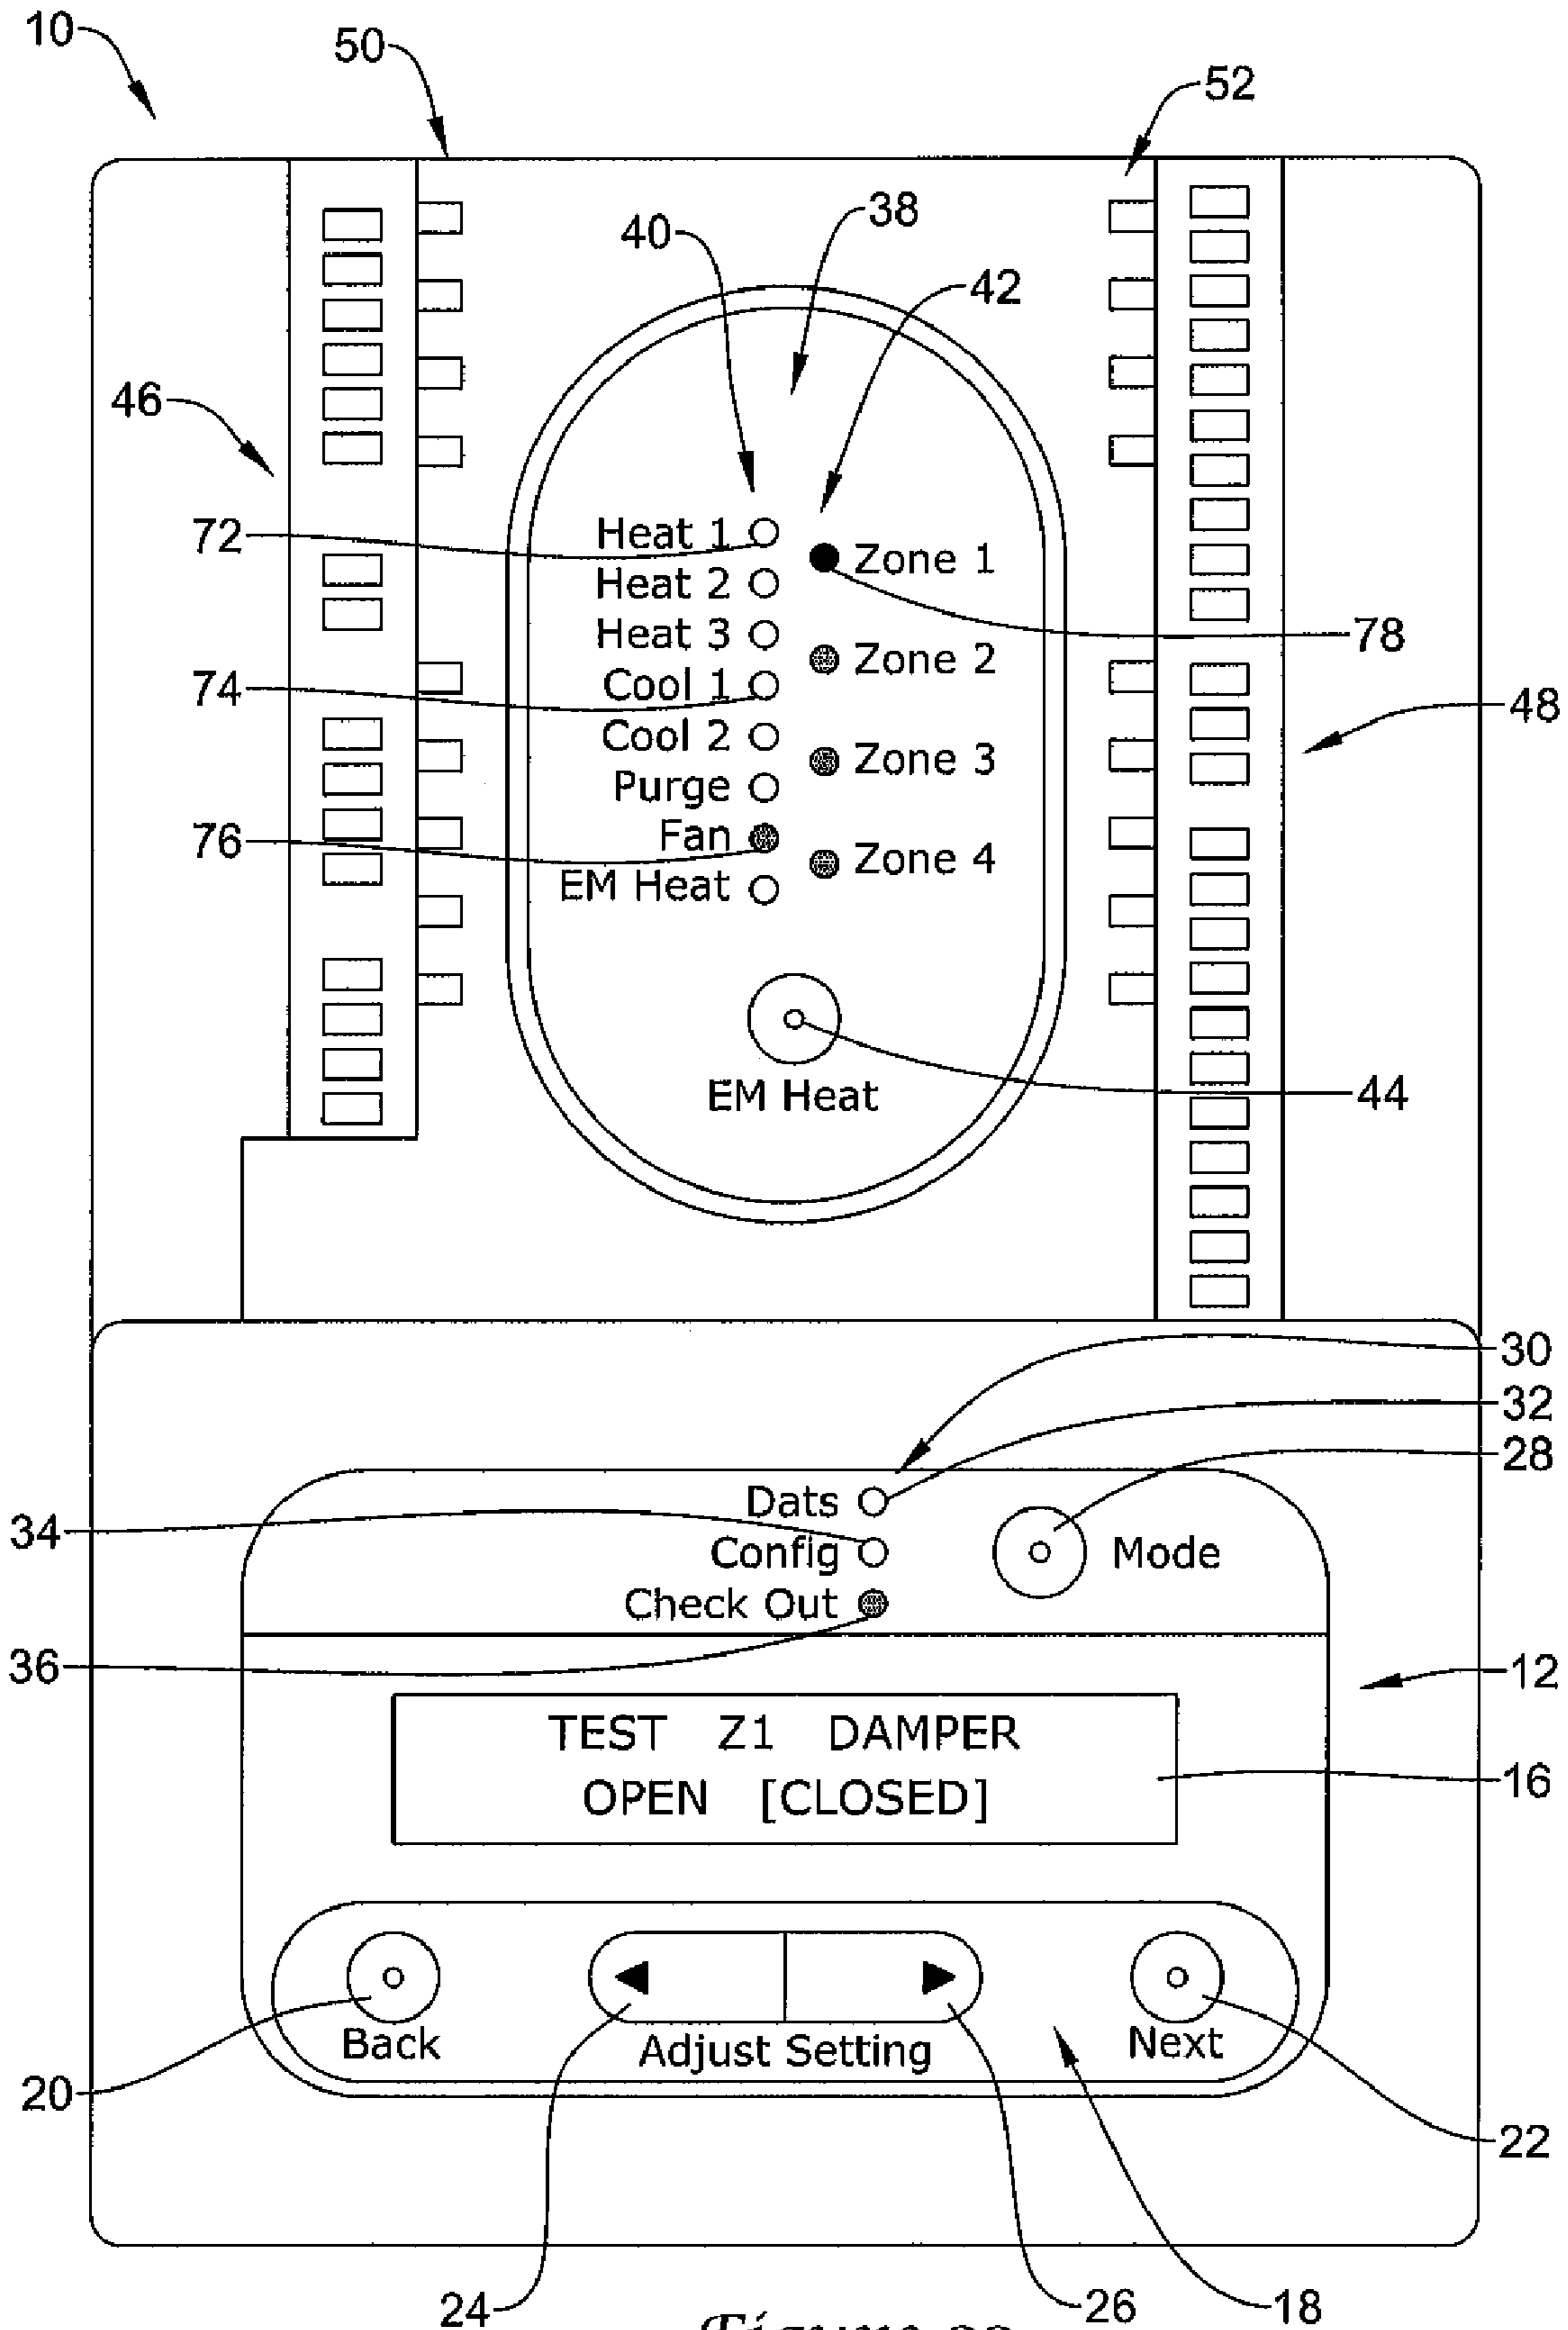 10
50
52
38
40
42
46
72
Heat 1
Zone 1
Heat 2
78
Heat 3
Zone 2
74
Cool 1
48
Cool 2
Zone 3
Purge
76
Fan
Zone 4
EM Heat
44
EM Heat
30
32
28
Dats
34
Config
Mode
Check Out
36
12
TEST Z1 DAMPER
16
OPEN [CLOSED]
Back
Adjust Setting
Next
20
22
24
26
18
Figure